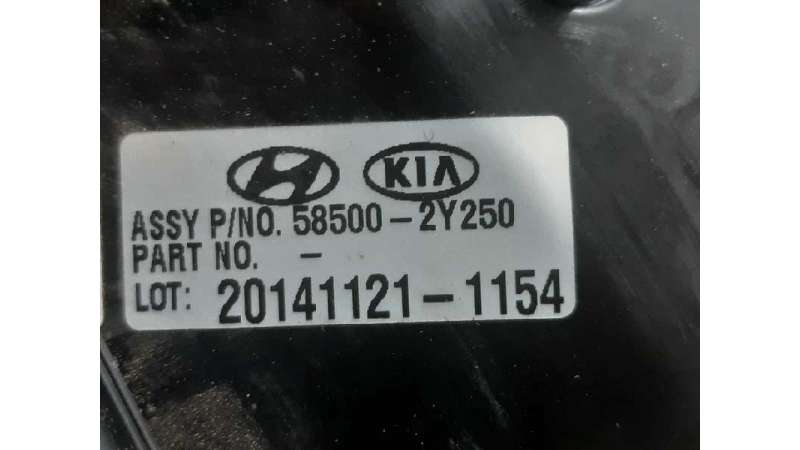 KIA
ASSY P/NO. 58500-2Y250
PART NO. -
LOT: 20141121-1154